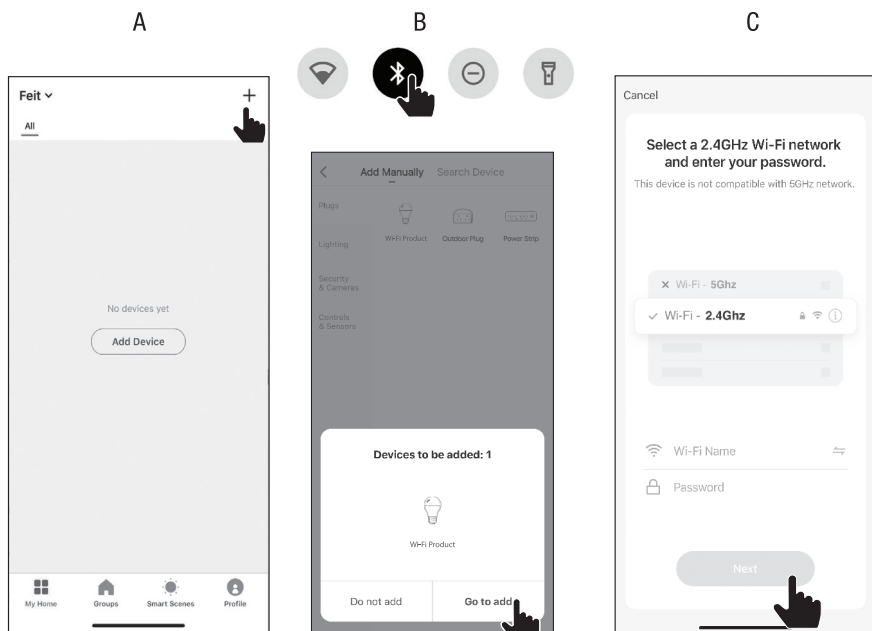 A
Feit
All
No devices yet
Add Device
My Home
Groups
Smart Scenes
Profile
B
Add Manually
Search Device
Plugs
Lighting
Security
& Cameras
Controls
& Sensors
Wi-Fi Product
Outdoor Plug
Power Strip
Devices to be added: 1
Wi-Fi Product
Do not add
Go to add
C
Cancel
Select a 2.4GHz Wi-Fi network
and enter your password.
This device is not compatible with 5GHz network.
Wi-Fi - 5Ghz
Wi-Fi - 2.4Ghz
Wi-Fi Name
Password
Next